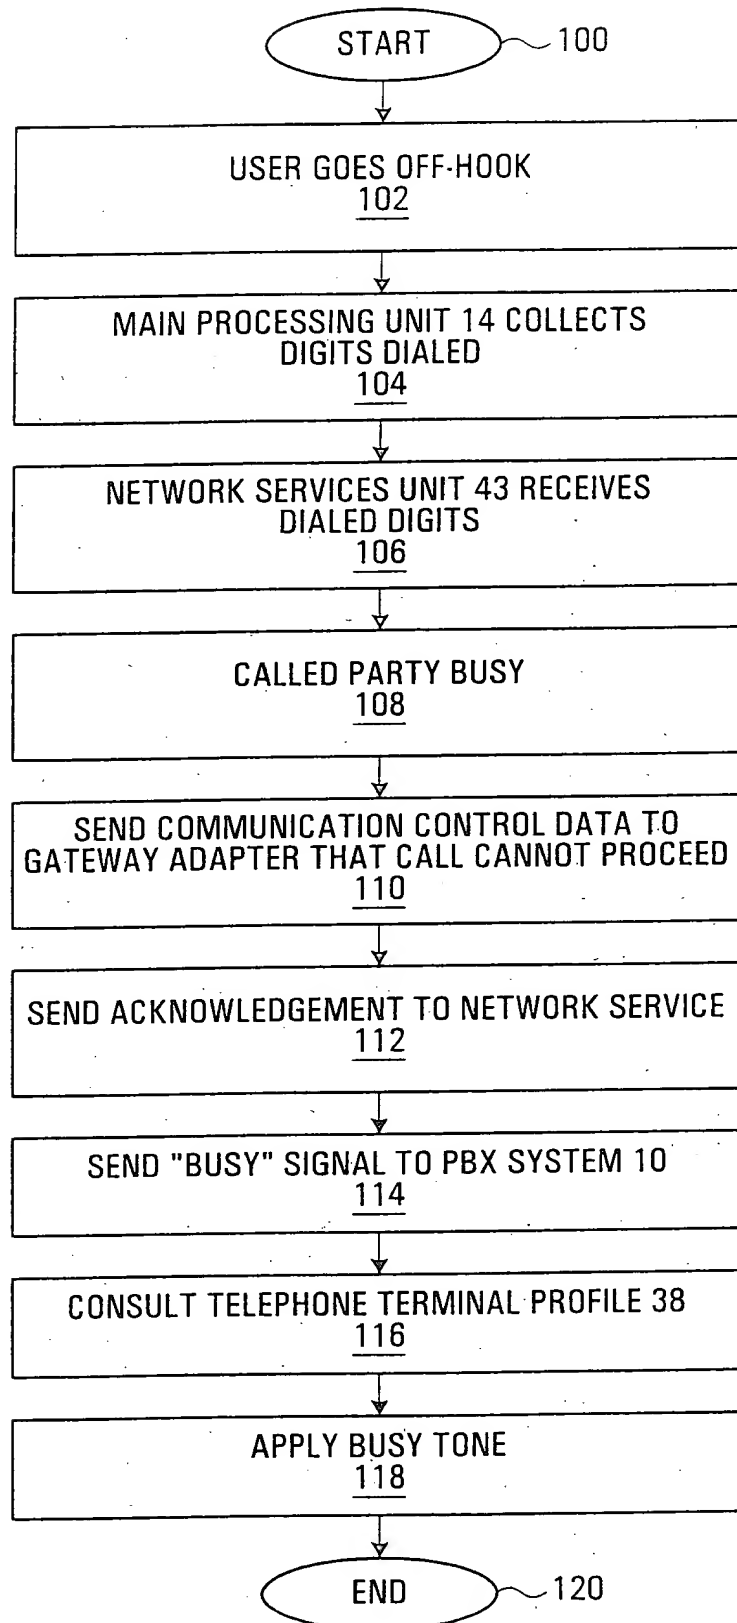 START 100
USER GOES OFF-HOOK
102
MAIN PROCESSING UNIT 14 COLLECTS
DIGITS DIALED
104
NETWORK SERVICES UNIT 43 RECEIVES
DIALED DIGITS
106
CALLED PARTY BUSY
108
SEND COMMUNICATION CONTROL DATA TO
GATEWAY ADAPTER THAT CALL CANNOT PROCEED
110
SEND ACKNOWLEDGEMENT TO NETWORK SERVICE
112
SEND "BUSY" SIGNAL TO PBX SYSTEM 10
114
CONSULT TELEPHONE TERMINAL PROFILE 38
116
APPLY BUSY TONE
118
END 120